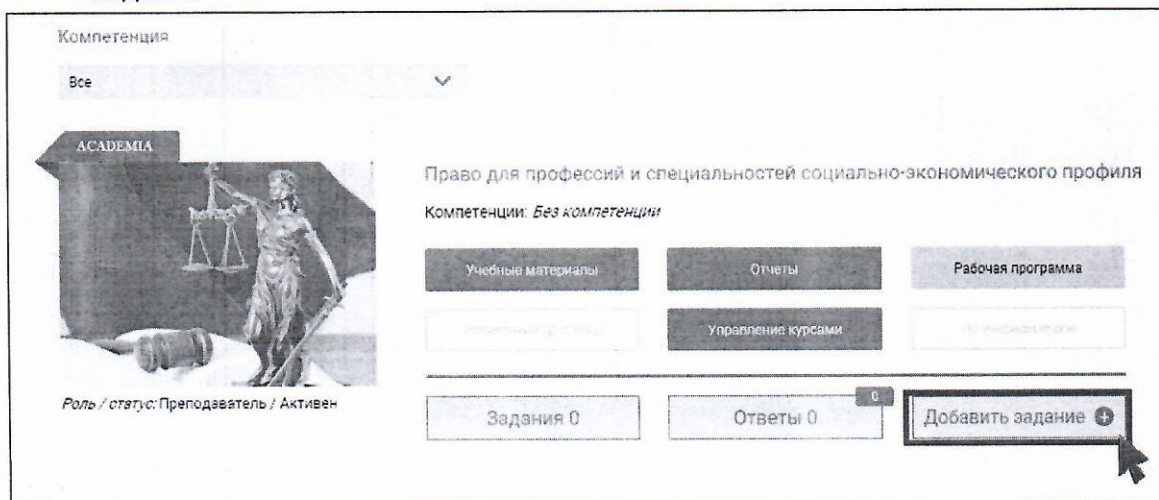 Компетенция
Все
ACADEMIA
Право для профессий и специальностей социально-экономического профиля
Компетенции: Без компетенции
Учебные материалы
Отчеты
Рабочая программа
Управление курсами
Роль / статус: Преподаватель / Активен
Задания 0
Ответы 0
0
Добавить задание